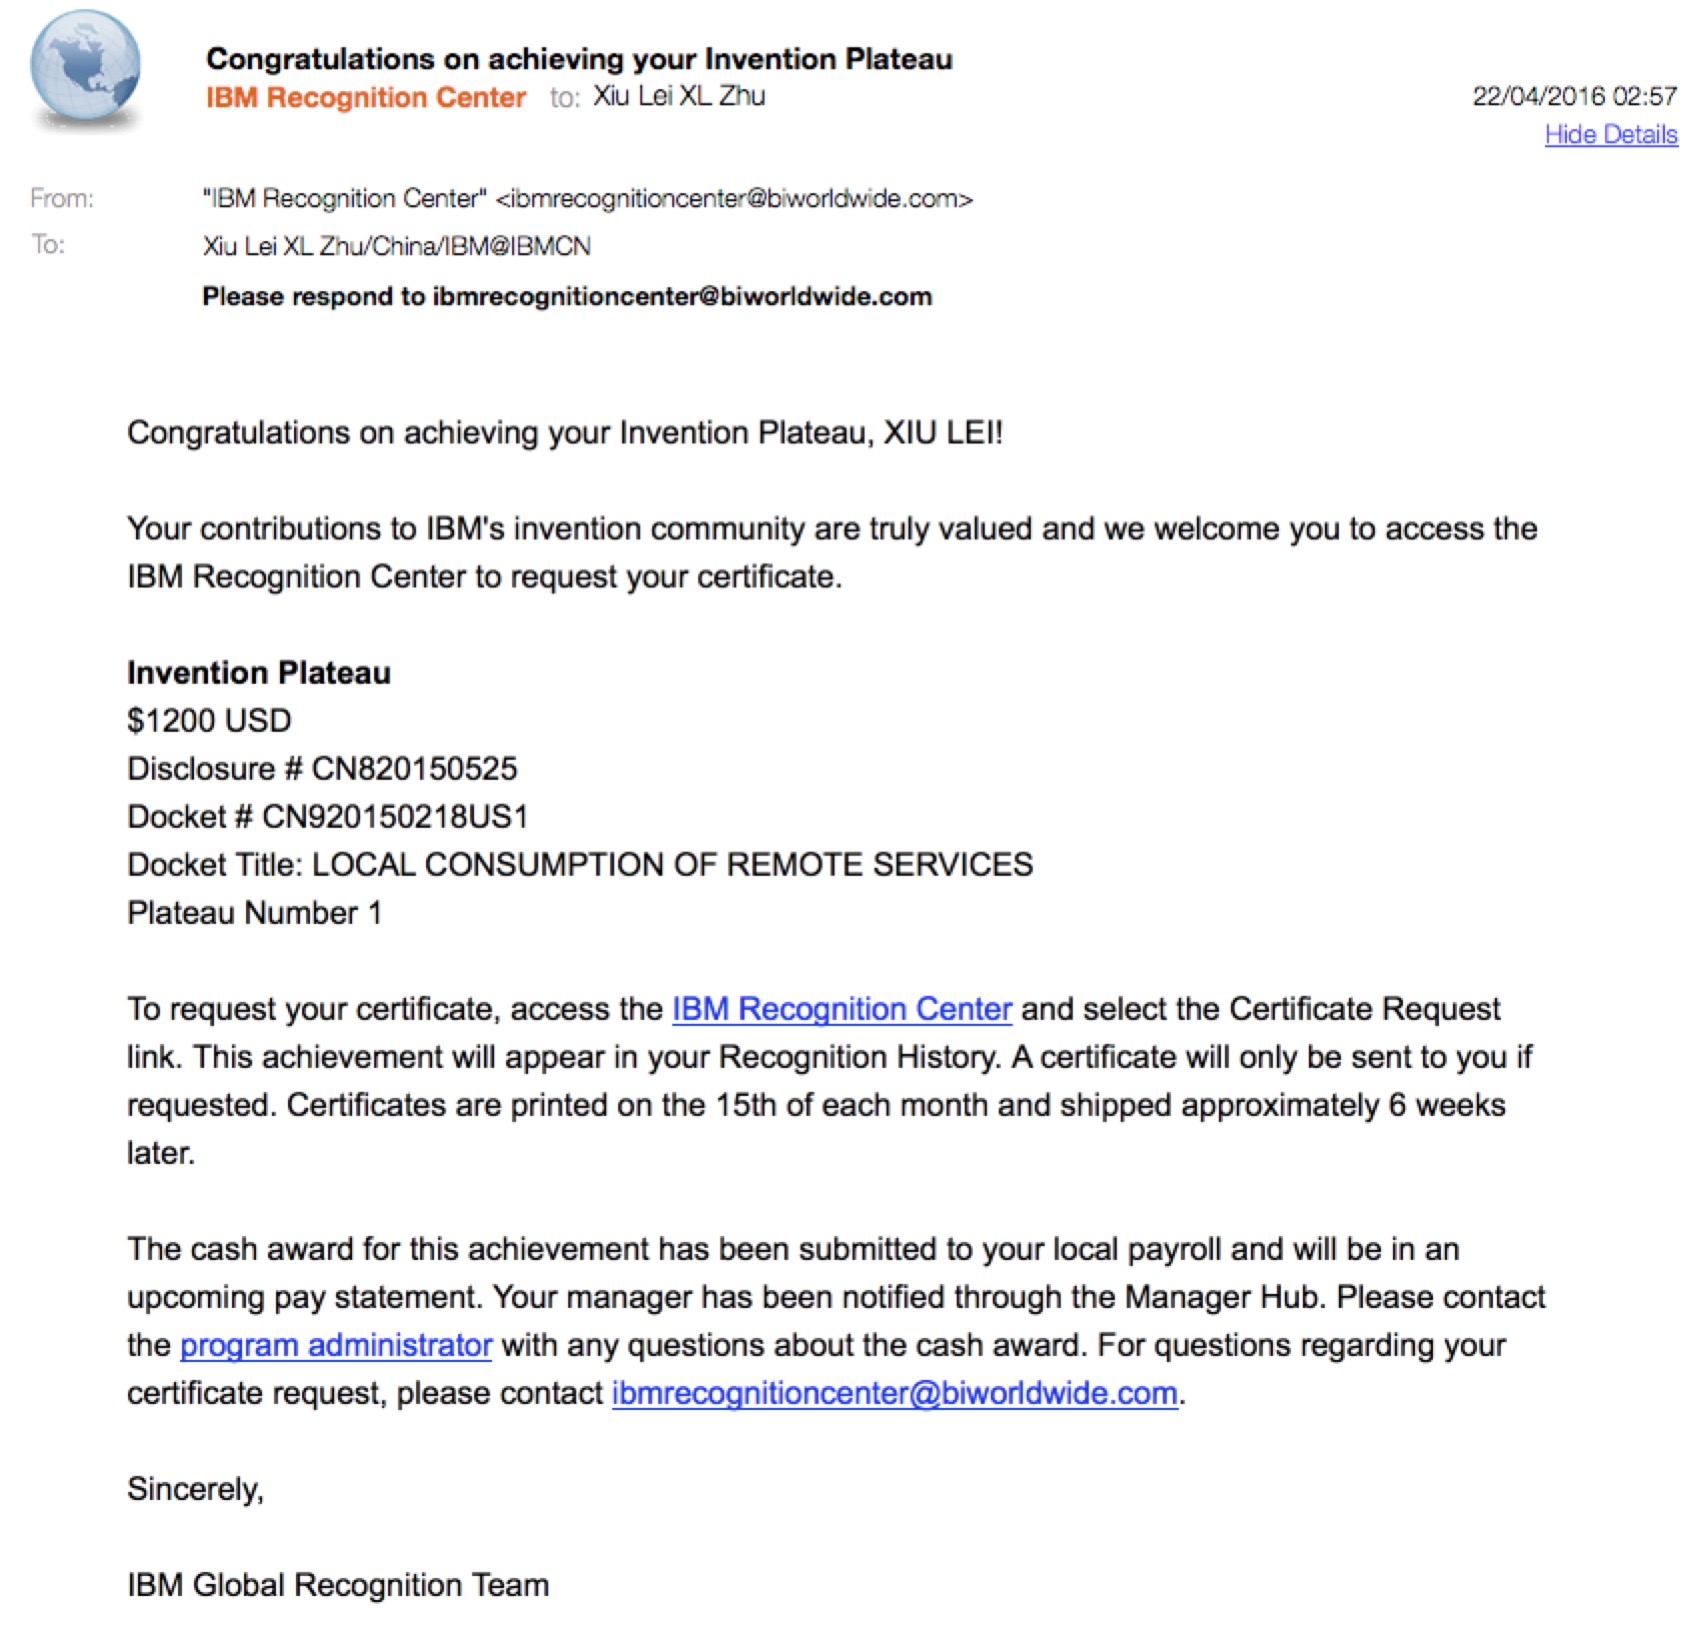 Congratulations on achieving your Invention Plateau
IBM Recognition Center to: Xiu Lei XL Zhu
22/04/2016 02:57
Hide Details
From: "IBM Recognition Center" <ibmrecognitioncenter@biworldwide.com>
To: Xiu Lei XL Zhu/China/IBM@IBMCN
Please respond to ibmrecognitioncenter@biworldwide.com
Congratulations on achieving your Invention Plateau, XIU LEI!
Your contributions to IBM's invention community are truly valued and we welcome you to access the
IBM Recognition Center to request your certificate.
Invention Plateau
$1200 USD
Disclosure # CN820150525
Docket # CN920150218US1
Docket Title: LOCAL CONSUMPTION OF REMOTE SERVICES
Plateau Number 1
To request your certificate, access the IBM Recognition Center and select the Certificate Request
link. This achievement will appear in your Recognition History. A certificate will only be sent to you if
requested. Certificates are printed on the 15th of each month and shipped approximately 6 weeks
later.
The cash award for this achievement has been submitted to your local payroll and will be in an
upcoming pay statement. Your manager has been notified through the Manager Hub. Please contact
the program administrator with any questions about the cash award. For questions regarding your
certificate request, please contact ibmrecognitioncenter@biworldwide.com.
Sincerely,
IBM Global Recognition Team